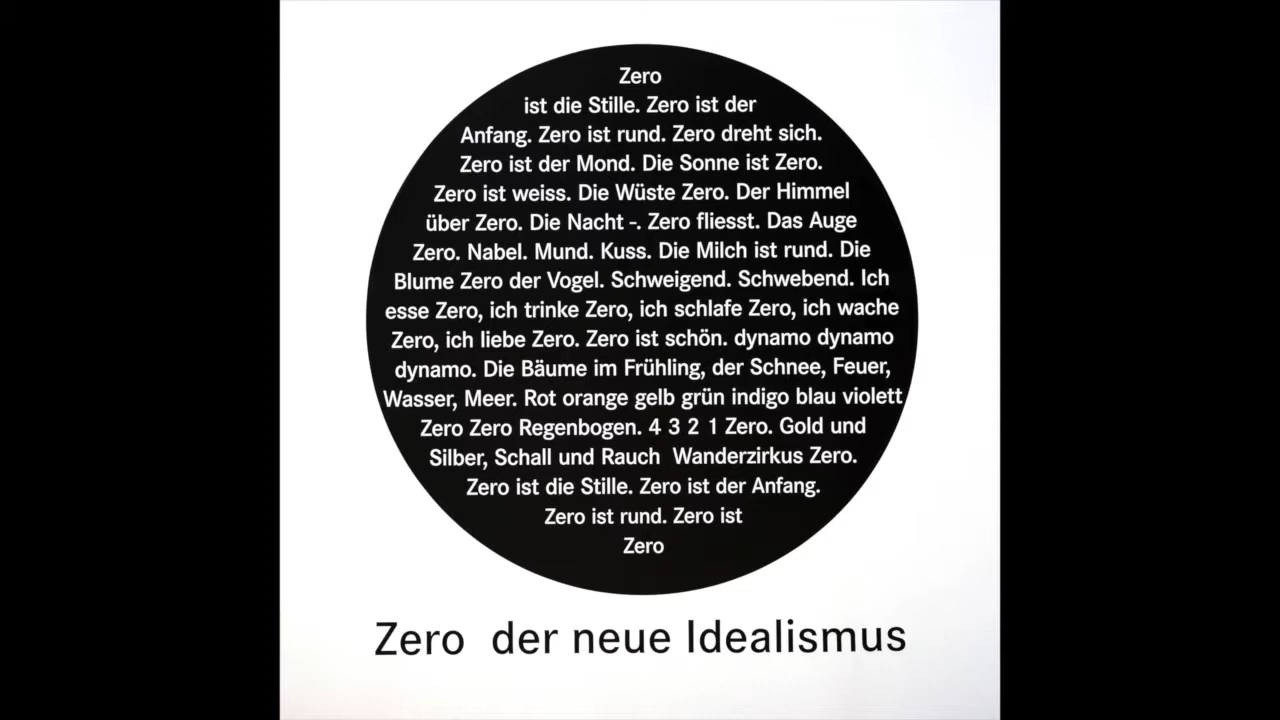 Zero
ist die Stille. Zero ist der
Anfang. Zero ist rund. Zero dreht sich.
Zero ist der Mond. Die Sonne ist Zero.
Zero ist weiss. Die Wüste Zero. Der Himmel
über Zero. Die Nacht -. Zero fliesst. Das Auge
Zero. Nabel. Mund. Kuss. Die Milch ist rund. Die
Blume Zero der Vogel. Schweigend. Schwebend. Ich
esse Zero, ich trinke Zero, ich schlafe Zero, ich wache
Zero, ich liebe Zero. Zero ist schön. dynamo dynamo
dynamo. Die Bäume im Frühling, der Schnee, Feuer,
Wasser, Meer. Rot orange gelb grün indigo blau violett
Zero Zero Regenbogen. 4 3 2 1 Zero. Gold und
Silber, Schall und Rauch  Wanderzirkus Zero.
Zero ist die Stille. Zero ist der Anfang.
Zero ist rund. Zero ist
Zero
Zero  der neue Idealismus